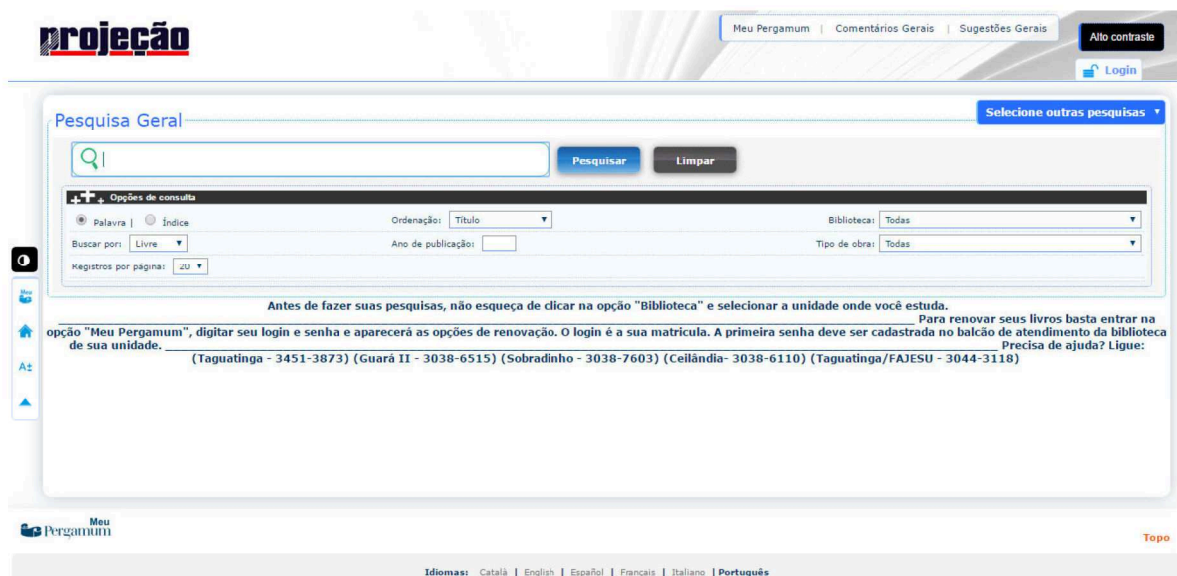 projeção
Meu Pergamum | Comentários Gerais | Sugestões Gerais
Alto contraste
Login
Selecione outras pesquisas
Pesquisa Geral
Pesquisar
Limpar
Opções de consulta
Palavra | Índice
Ordenação: Título
Biblioteca: Todas
Buscar por: Livre
Ano de publicação:
Tipo de obra: Todas
Registros por página: 20
Meu
A±
Antes de fazer suas pesquisas, não esqueça de clicar na opção "Biblioteca" e selecionar a unidade onde você estuda.
Para renovar seus livros basta entrar na
opção "Meu Pergamum", digitar seu login e senha e aparecerá as opções de renovação. O login é a sua matricula. A primeira senha deve ser cadastrada no balcão de atendimento da biblioteca
de sua unidade. Precisa de ajuda? Ligue:
(Taguatinga - 3451-3873) (Guará II - 3038-6515) (Sobradinho - 3038-7603) (Ceilândia- 3038-6110) (Taguatinga/FAJESU - 3044-3118)
Meu
Pergamum
Topo
Idiomas: Català | English | Español | Français | Italiano | Português